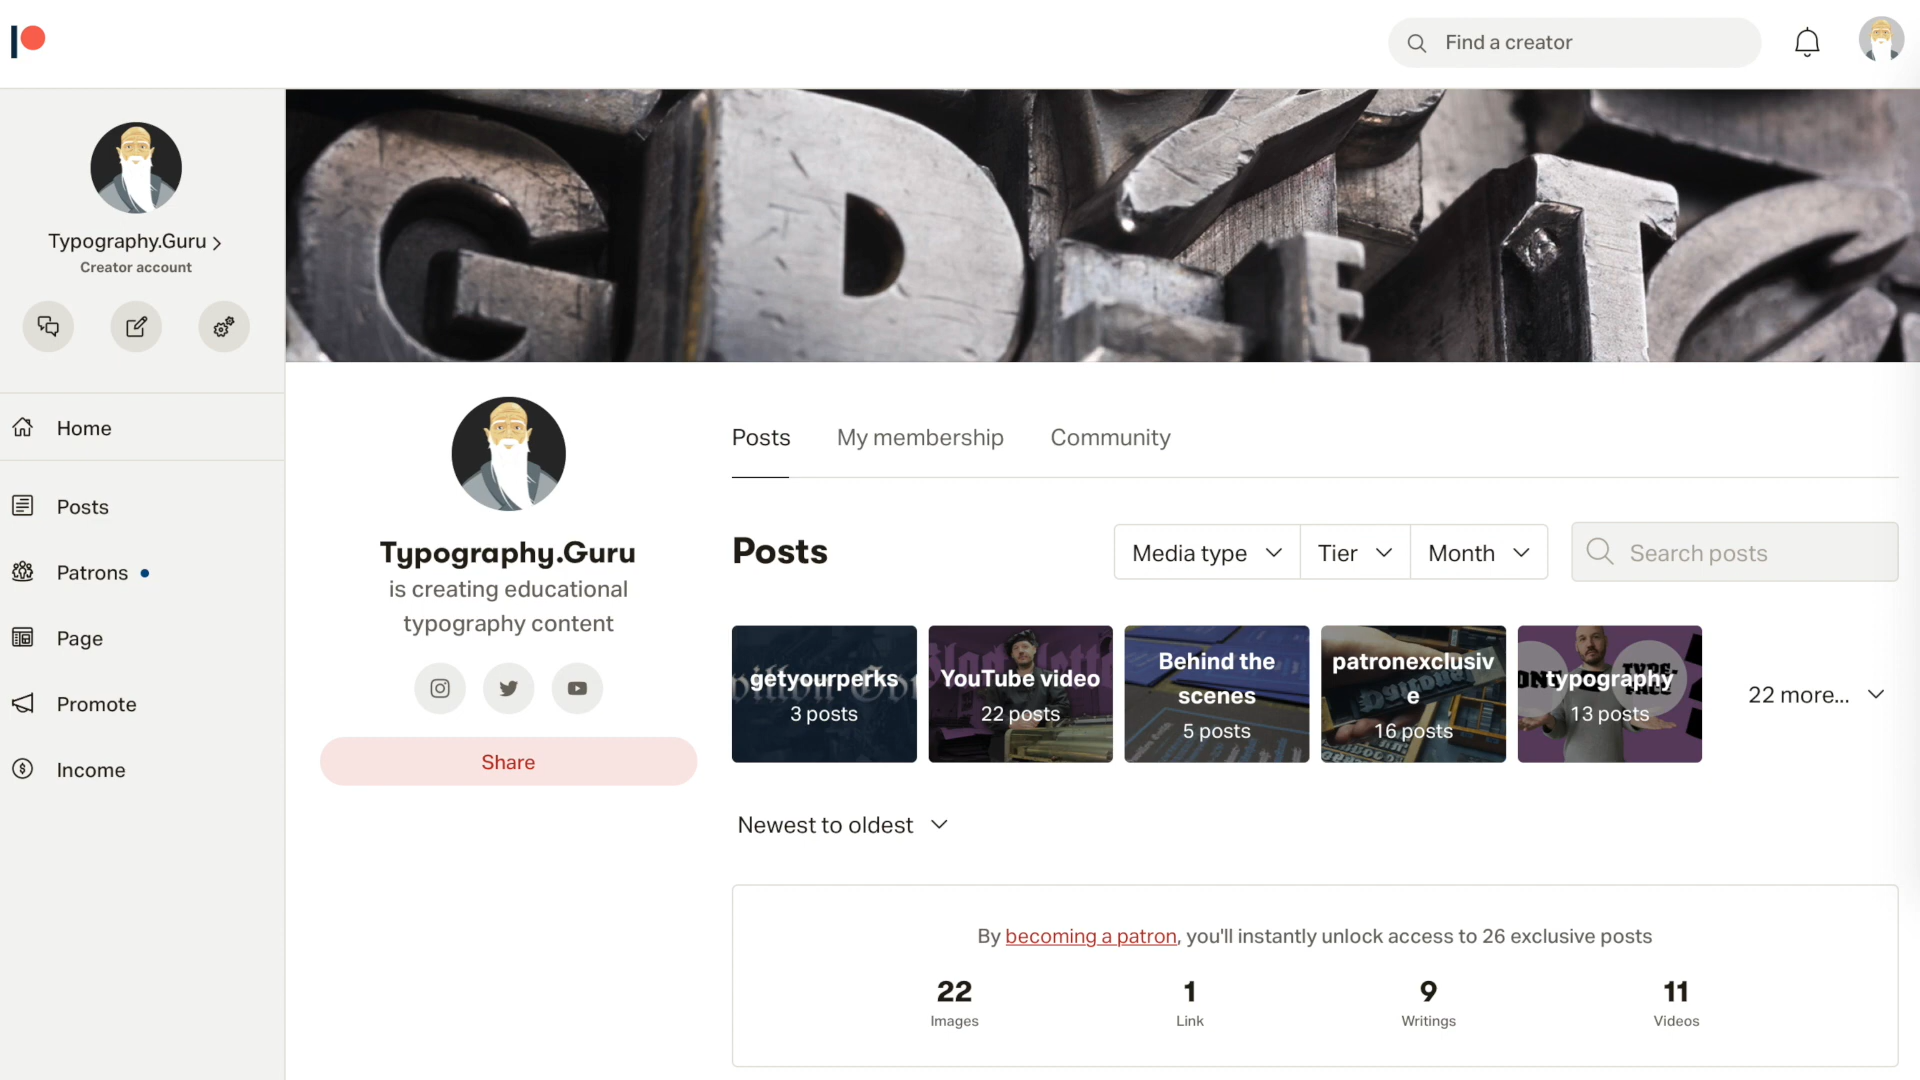 Find a creator
Typography.Guru
Creator account
Home
Posts
Patrons
Page
Promote
Income
Typography.Guru
is creating educational
typography content
Share
Posts
My membership
Community
Posts
Media type
Tier
Month
Search posts
getyourperks
3 posts
YouTube video
22 posts
Behind the
scenes
5 posts
patronexclusiv
e
16 posts
typography
13 posts
22 more...
Newest to oldest
By becoming a patron, you'll instantly unlock access to 26 exclusive posts
22
Images
1
Link
9
Writings
11
Videos